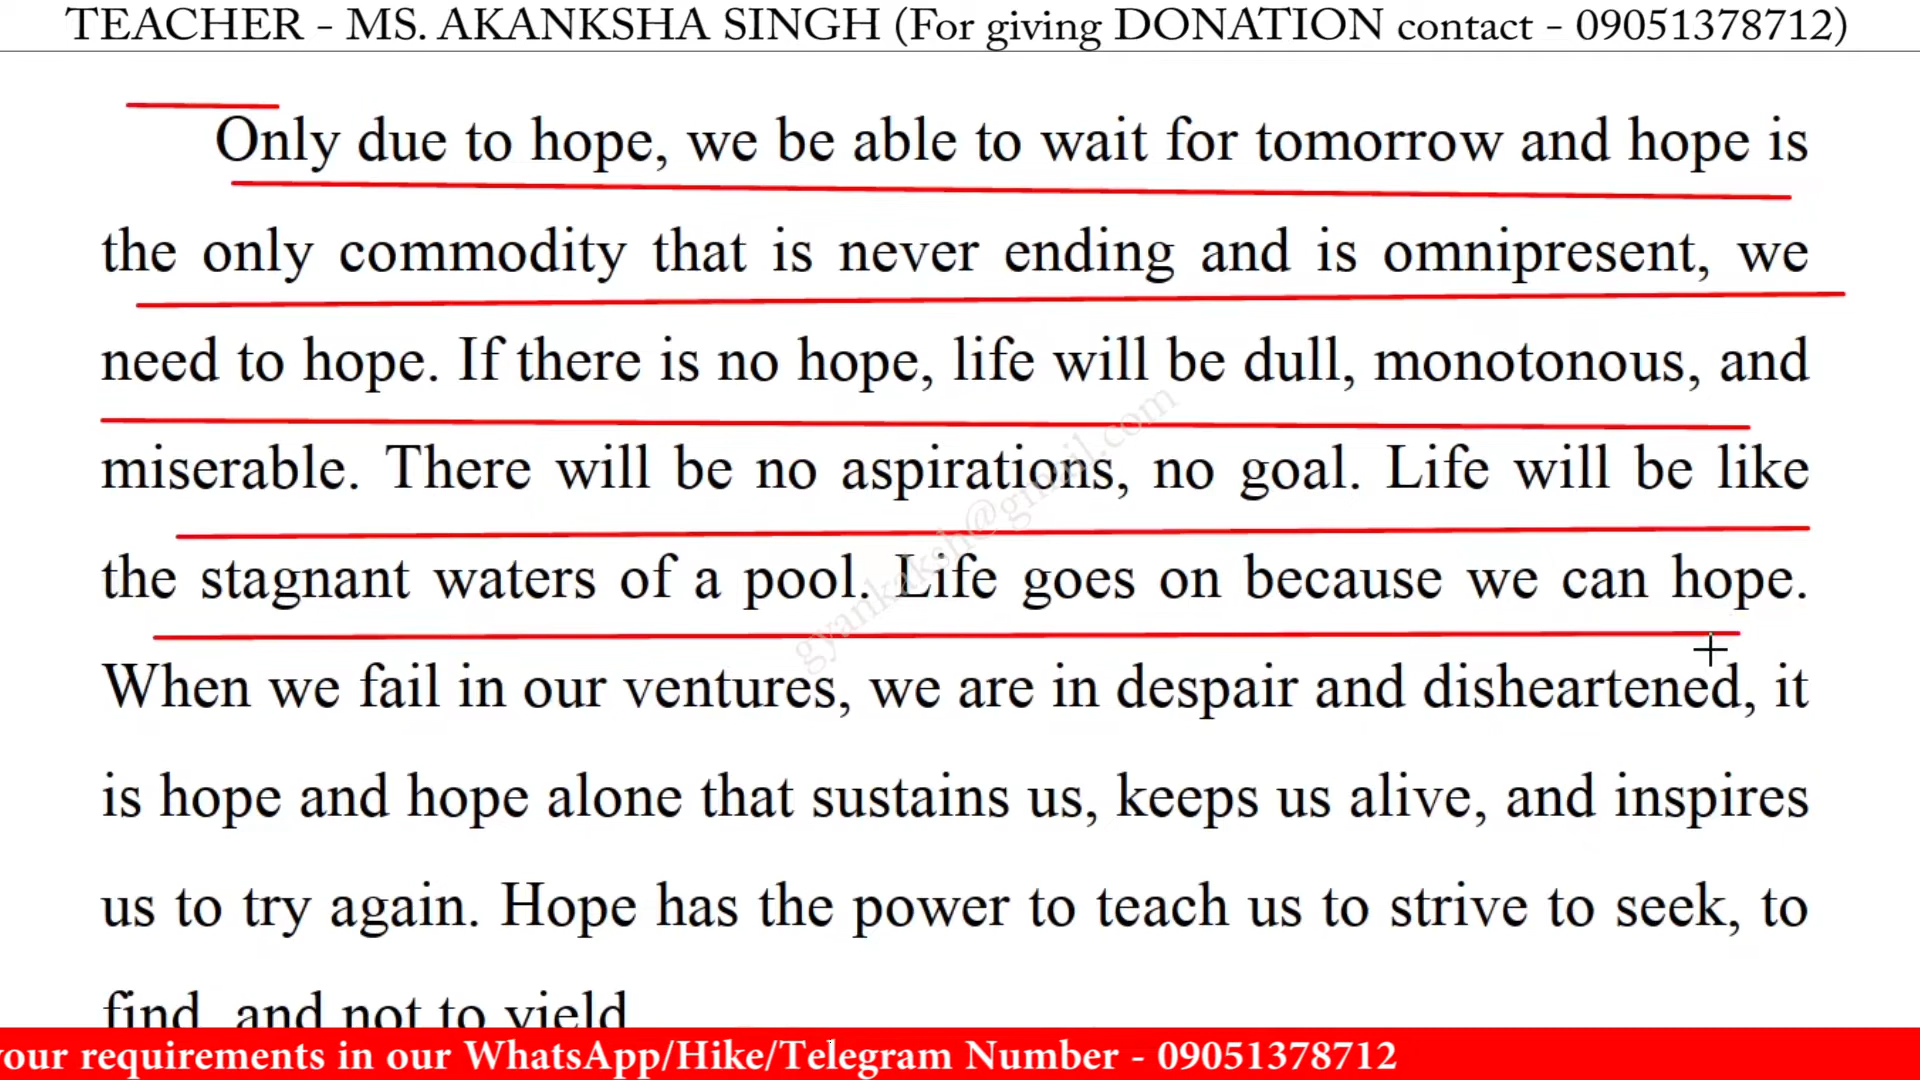 TEACHER - MS. AKANKSHA SINGH (For giving DONATION contact - 09051378712)
Only due to hope, we be able to wait for tomorrow and hope is
the only commodity that is never ending and is omnipresent, we
need to hope. If there is no hope, life will be dull, monotonous, and
miserable. There will be no aspirations, no goal. Life will be like
the stagnant waters of a pool. Life goes on because we can hope.
When we fail in our ventures, we are in despair and disheartened, it
is hope and hope alone that sustains us, keeps us alive, and inspires
us to try again. Hope has the power to teach us to strive to seek, to
find, and not to yield
gyankaksh@gmail.com
your requirements in our WhatsApp/Hike/Telegram Number - 09051378712